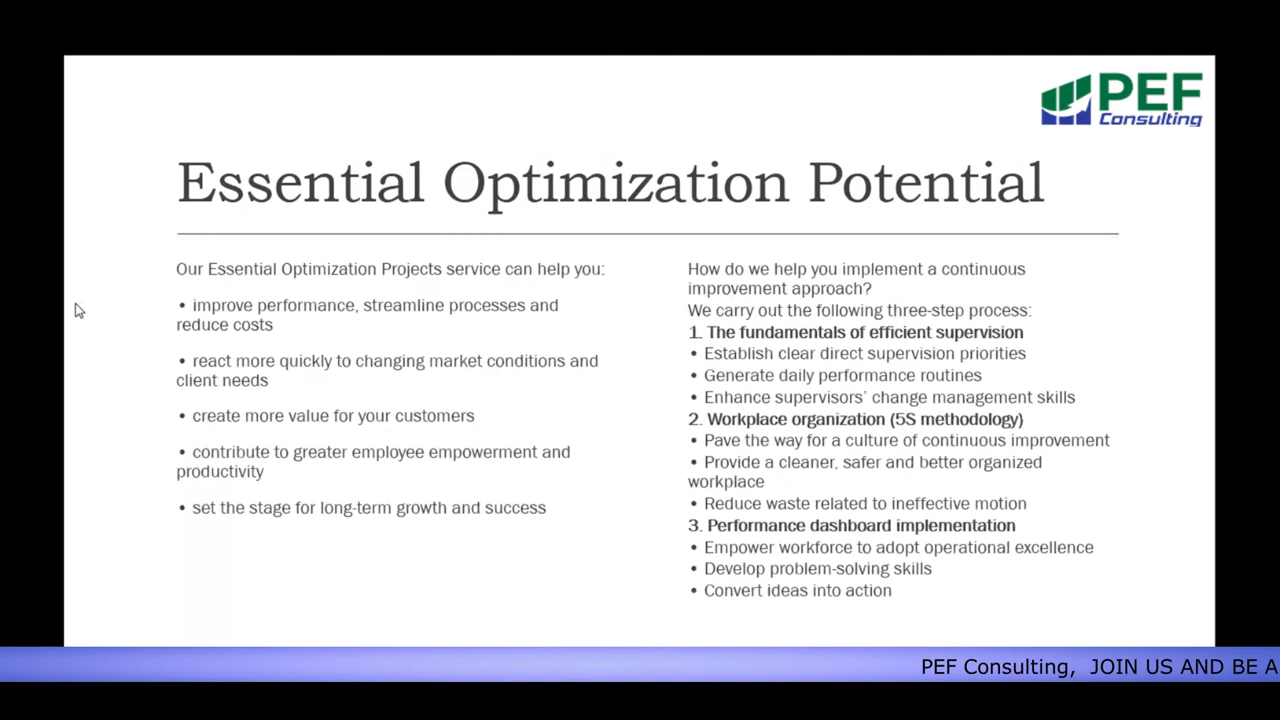 PEF
Consulting
Essential Optimization Potential
Our Essential Optimization Projects service can help you:
• improve performance, streamline processes and
reduce costs
• react more quickly to changing market conditions and
client needs
• create more value for your customers
• contribute to greater employee empowerment and
productivity
• set the stage for long-term growth and success
How do we help you implement a continuous
improvement approach?
We carry out the following three-step process:
1. The fundamentals of efficient supervision
• Establish clear direct supervision priorities
• Generate daily performance routines
• Enhance supervisors’ change management skills
2. Workplace organization (5S methodology)
• Pave the way for a culture of continuous improvement
• Provide a cleaner, safer and better organized
workplace
• Reduce waste related to ineffective motion
3. Performance dashboard implementation
• Empower workforce to adopt operational excellence
• Develop problem-solving skills
• Convert ideas into action
PEF Consulting, JOIN US AND BE A